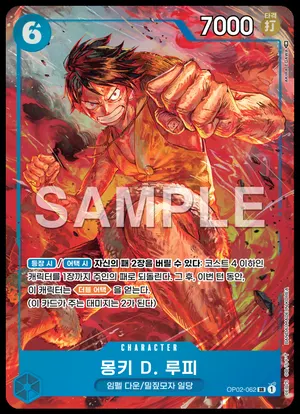 6
7000
타격
打
SAMPLE
등장 시 / 어택 시 자신의 패 2장을 버릴 수 있다: 코스트 4 이하인
캐릭터를 1장까지 주인의 패로 되돌린다. 그 후, 이번 턴 동안,
이 캐릭터는 더블 어택 을 얻는다.
(이 카드가 주는 대미지는 2가 된다)
CHARACTER
몽키 D. 루피
임펠 다운/밀짚모자 일당
OP02-062 SR 1